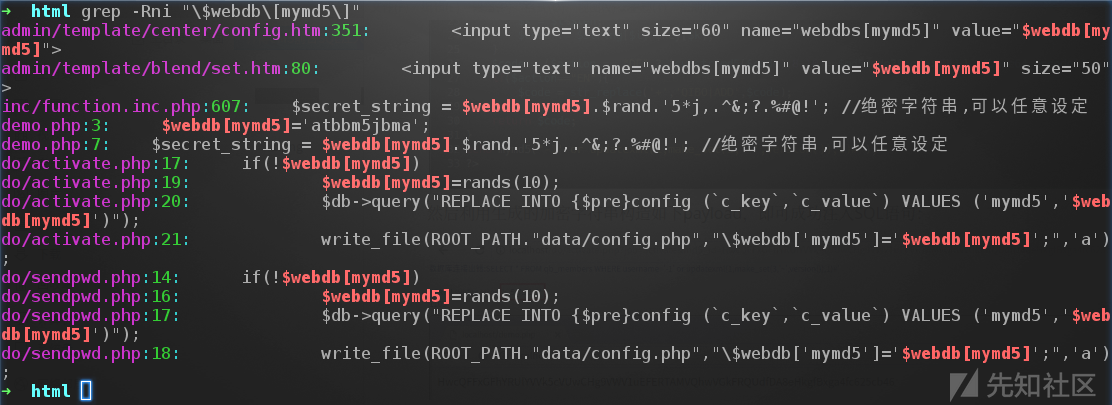 ➜  html grep -Rni "\$webdb\[mymd5\]"
admin/template/center/config.htm:351:        <input type="text" size="60" name="webdbs[mymd5]" value="$webdb[my
md5]">
admin/template/blend/set.htm:80:        <input type="text" name="webdbs[mymd5]" value="$webdb[mymd5]" size="50"
>
inc/function.inc.php:607:    $secret_string = $webdb[mymd5].$rand.'5*j,.^&;?.%#@!'; //绝密字符串,可以任意设定
demo.php:3:     $webdb[mymd5]='atbbm5jbma';
demo.php:7:    $secret_string = $webdb[mymd5].$rand.'5*j,.^&;?.%#@!'; //绝密字符串,可以任意设定
do/activate.php:17:      if(!$webdb[mymd5])
do/activate.php:19:              $webdb[mymd5]=rands(10);
do/activate.php:20:              $db->query("REPLACE INTO {$pre}config (`c_key`,`c_value`) VALUES ('mymd5','$we
db[mymd5]')");
do/activate.php:21:              write_file(ROOT_PATH."data/config.php","\$webdb['mymd5']='$webdb[mymd5]';",'a')
;
do/sendpwd.php:14:      if(!$webdb[mymd5])
do/sendpwd.php:16:              $webdb[mymd5]=rands(10);
do/sendpwd.php:17:              $db->query("REPLACE INTO {$pre}config (`c_key`,`c_value`) VALUES ('mymd5','$we
db[mymd5]')");
do/sendpwd.php:18:              write_file(ROOT_PATH."data/config.php","\$webdb['mymd5']='$webdb[mymd5]';",'a')
;
➜  html
先知社区